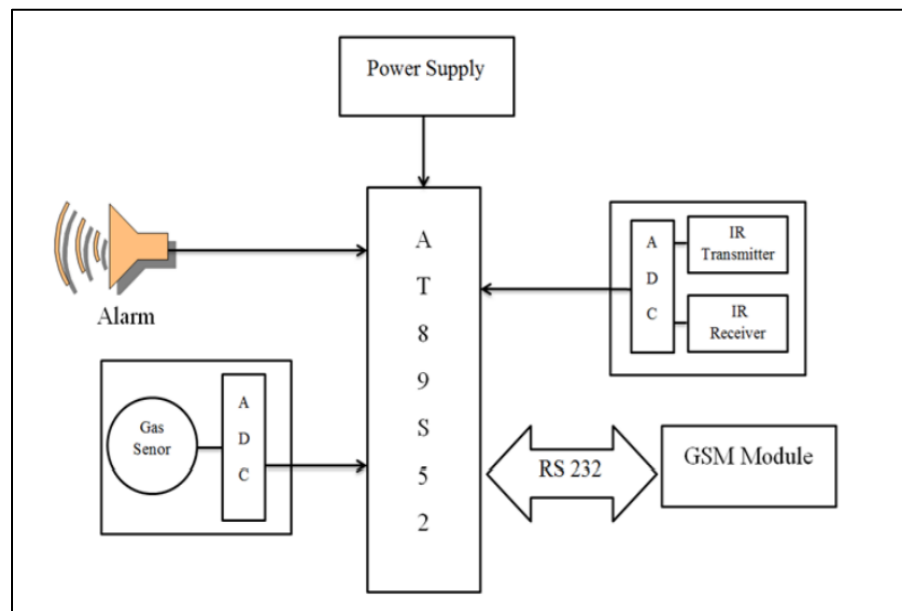 Power Supply
Alarm
A
T
8
9
S
5
2
A
D
C
IR
Transmitter
IR
Receiver
Gas
Senor
A
D
C
RS 232
GSM Module